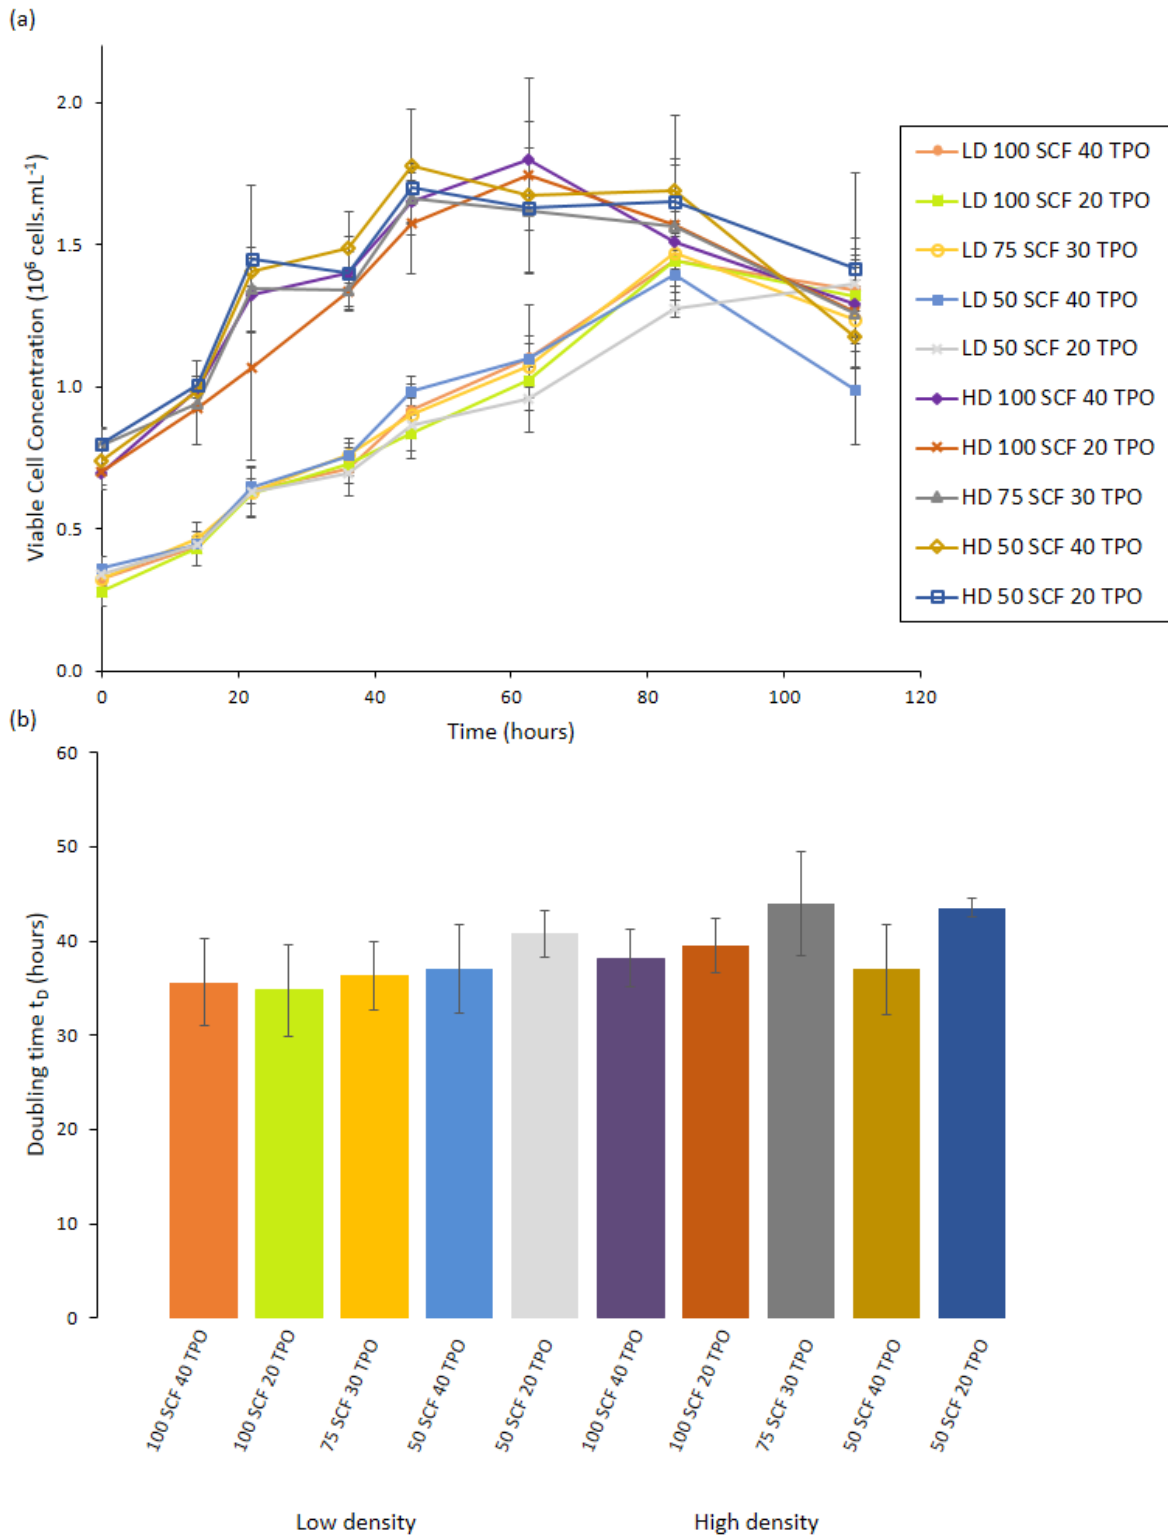 (a)
Viable Cell Concentration (10⁶ cells.mL⁻¹)
2.0
1.5
1.0
0.5
0.0
0 20 40 60 80 100 120
Time (hours)
LD 100 SCF 40 TPO
LD 100 SCF 20 TPO
LD 75 SCF 30 TPO
LD 50 SCF 40 TPO
LD 50 SCF 20 TPO
HD 100 SCF 40 TPO
HD 100 SCF 20 TPO
HD 75 SCF 30 TPO
HD 50 SCF 40 TPO
HD 50 SCF 20 TPO
(b)
Doubling time t_D (hours)
60
50
40
30
20
10
0
100 SCF 40 TPO
100 SCF 20 TPO
75 SCF 30 TPO
50 SCF 40 TPO
50 SCF 20 TPO
100 SCF 40 TPO
100 SCF 20 TPO
75 SCF 30 TPO
50 SCF 40 TPO
50 SCF 20 TPO
Low density High density